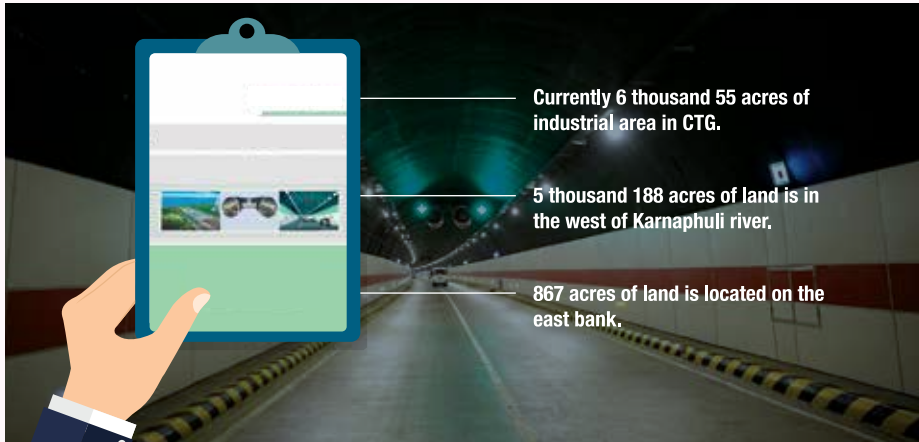 Currently 6 thousand 55 acres of
industrial area in CTG.
5 thousand 188 acres of land is in
the west of Karnaphuli river.
867 acres of land is located on the
east bank.